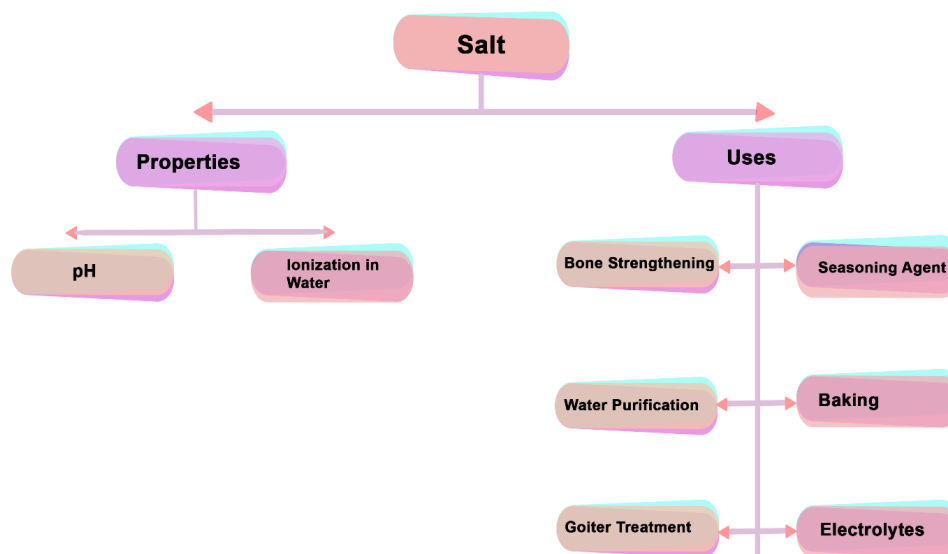 Salt
Properties
Uses
pH
Ionization in
Water
Bone Strengthening
Seasoning Agent
Water Purification
Baking
Goiter Treatment
Electrolytes